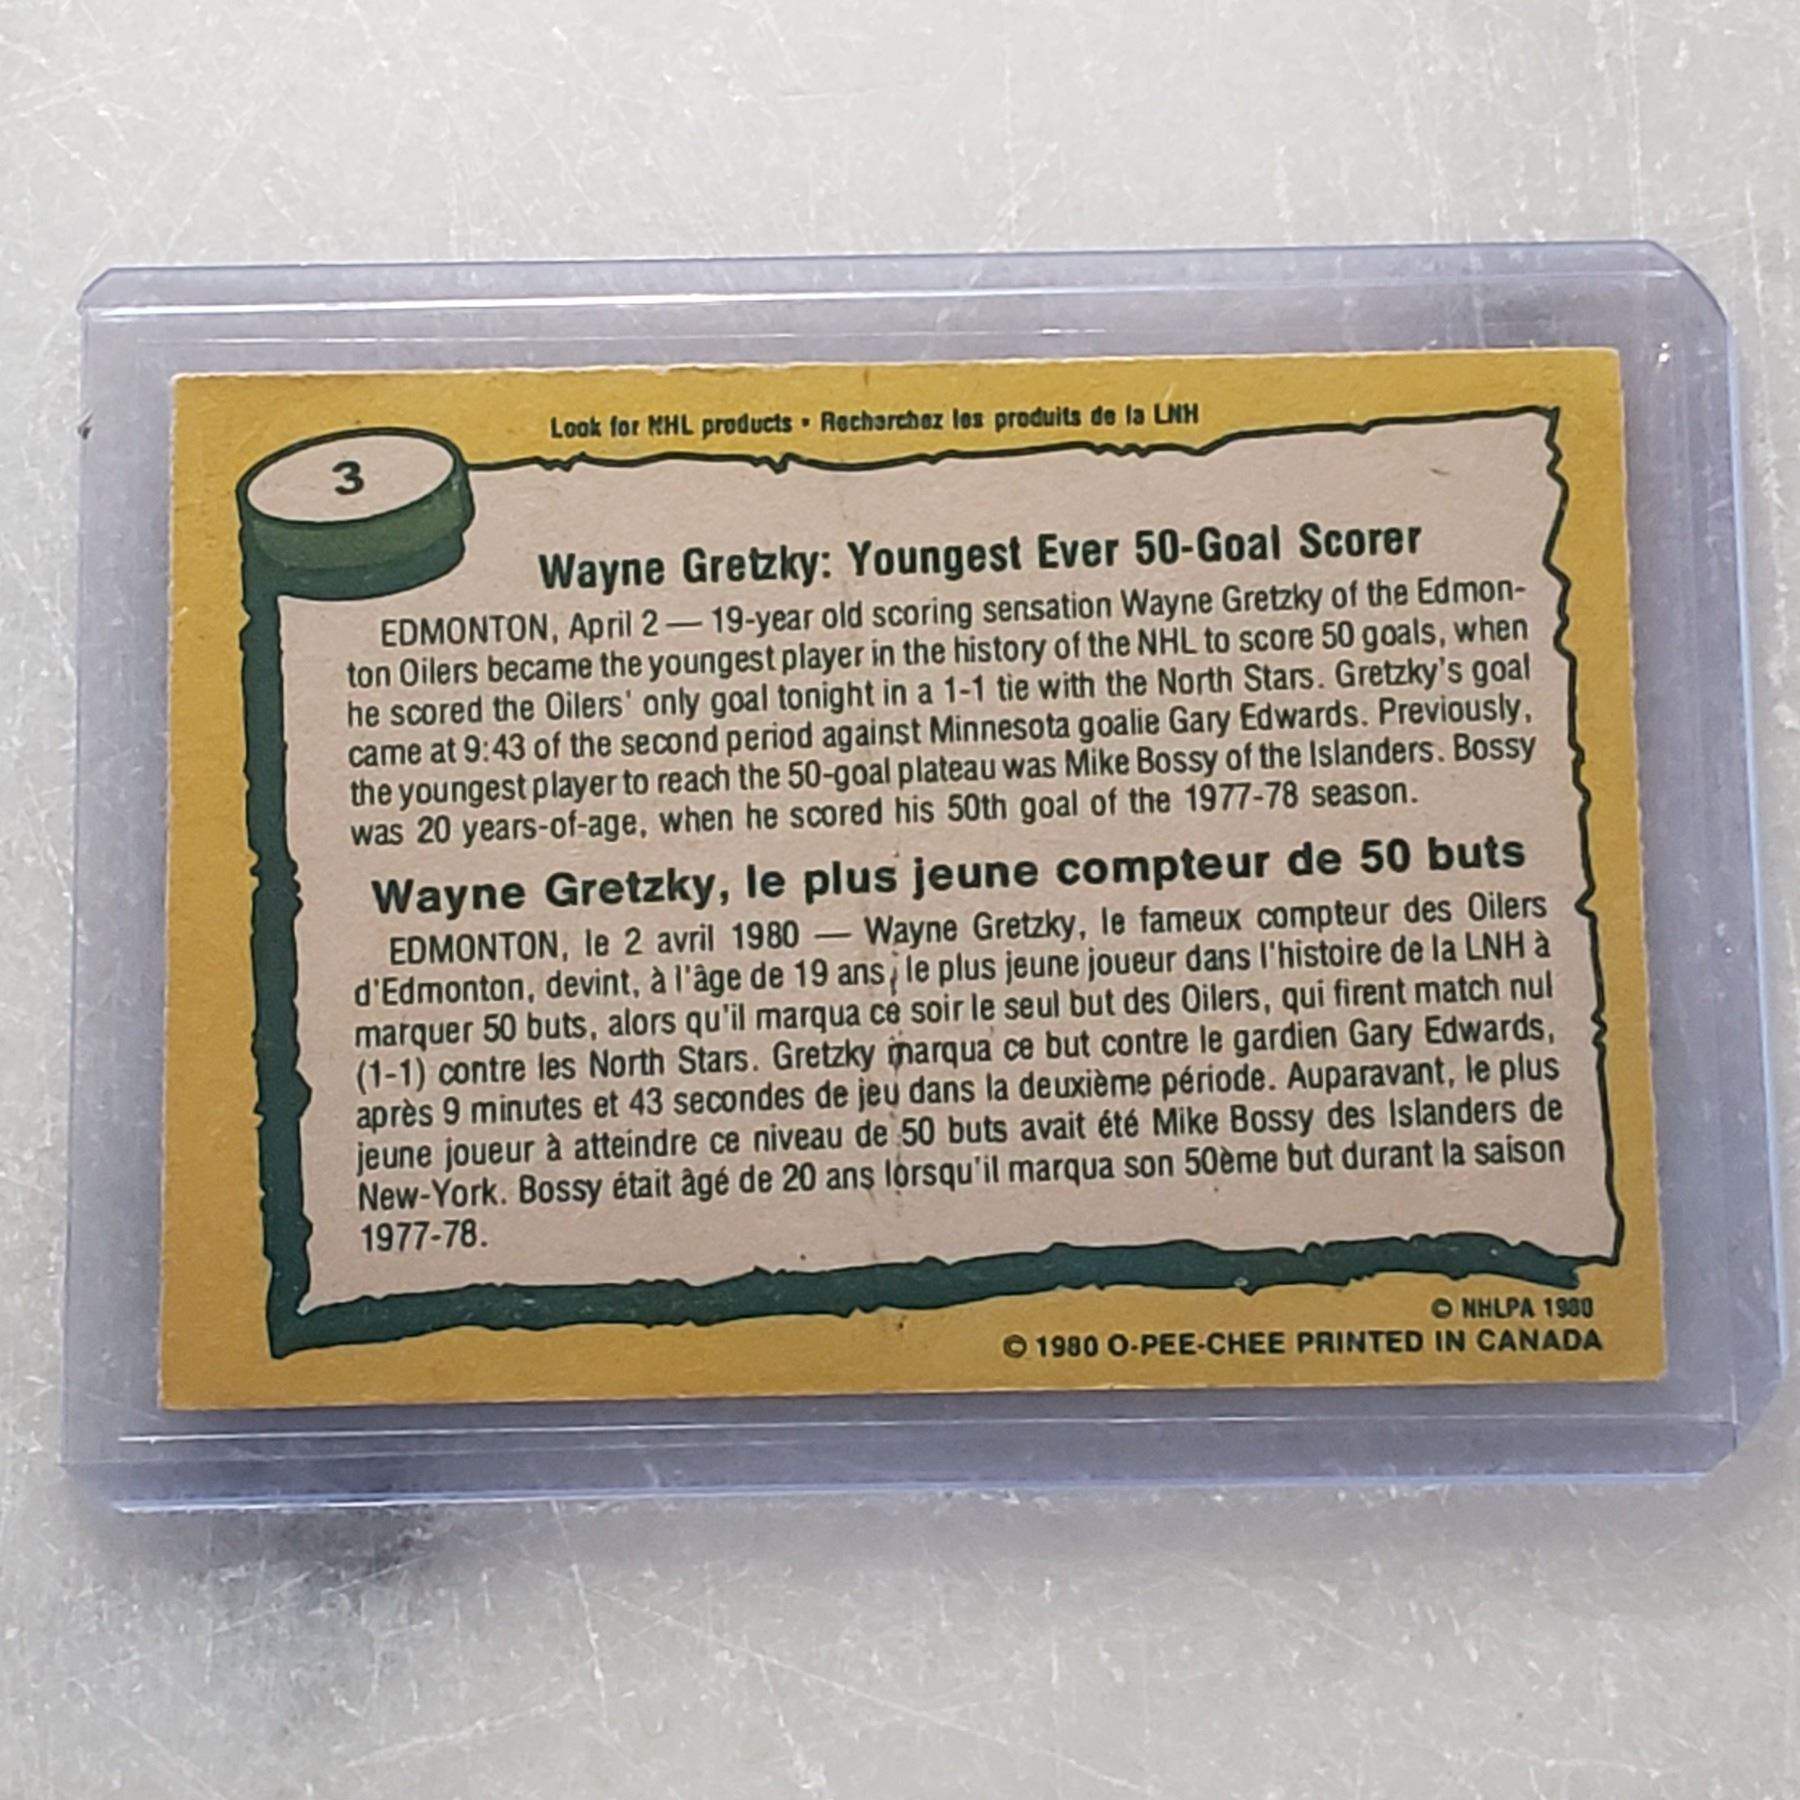 Look for NHL products • Recherchez les produits de la LNH
3
Wayne Gretzky: Youngest Ever 50-Goal Scorer
EDMONTON, April 2 — 19-year old scoring sensation Wayne Gretzky of the Edmon-
ton Oilers became the youngest player in the history of the NHL to score 50 goals, when
he scored the Oilers' only goal tonight in a 1-1 tie with the North Stars. Gretzky's goal
came at 9:43 of the second period against Minnesota goalie Gary Edwards. Previously,
the youngest player to reach the 50-goal plateau was Mike Bossy of the Islanders. Bossy
was 20 years-of-age, when he scored his 50th goal of the 1977-78 season.
Wayne Gretzky, le plus jeune compteur de 50 buts
EDMONTON, le 2 avril 1980 — Wayne Gretzky, le fameux compteur des Oilers
d'Edmonton, devint, à l'âge de 19 ans, le plus jeune joueur dans l'histoire de la LNH à
marquer 50 buts, alors qu'il marqua ce soir le seul but des Oilers, qui firent match nul
(1-1) contre les North Stars. Gretzky marqua ce but contre le gardien Gary Edwards,
après 9 minutes et 43 secondes de jeu dans la deuxième période. Auparavant, le plus
jeune joueur à atteindre ce niveau de 50 buts avait été Mike Bossy des Islanders de
New-York. Bossy était âgé de 20 ans lorsqu'il marqua son 50ème but durant la saison
1977-78.
© NHLPA 1980
© 1980 O-PEE-CHEE PRINTED IN CANADA